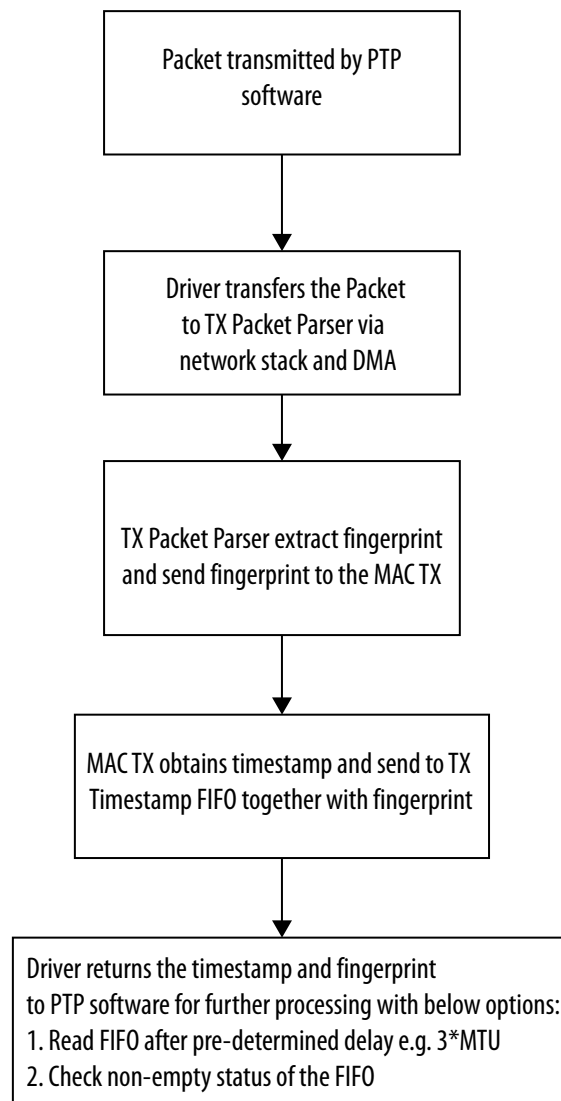 Packet transmitted by PTP
software
Driver transfers the Packet
to TX Packet Parser via
network stack and DMA
TX Packet Parser extract fingerprint
and send fingerprint to the MAC TX
MAC TX obtains timestamp and send to TX
Timestamp FIFO together with fingerprint
Driver returns the timestamp and fingerprint
to PTP software for further processing with below options:
1. Read FIFO after pre-determined delay e.g. 3*MTU
2. Check non-empty status of the FIFO